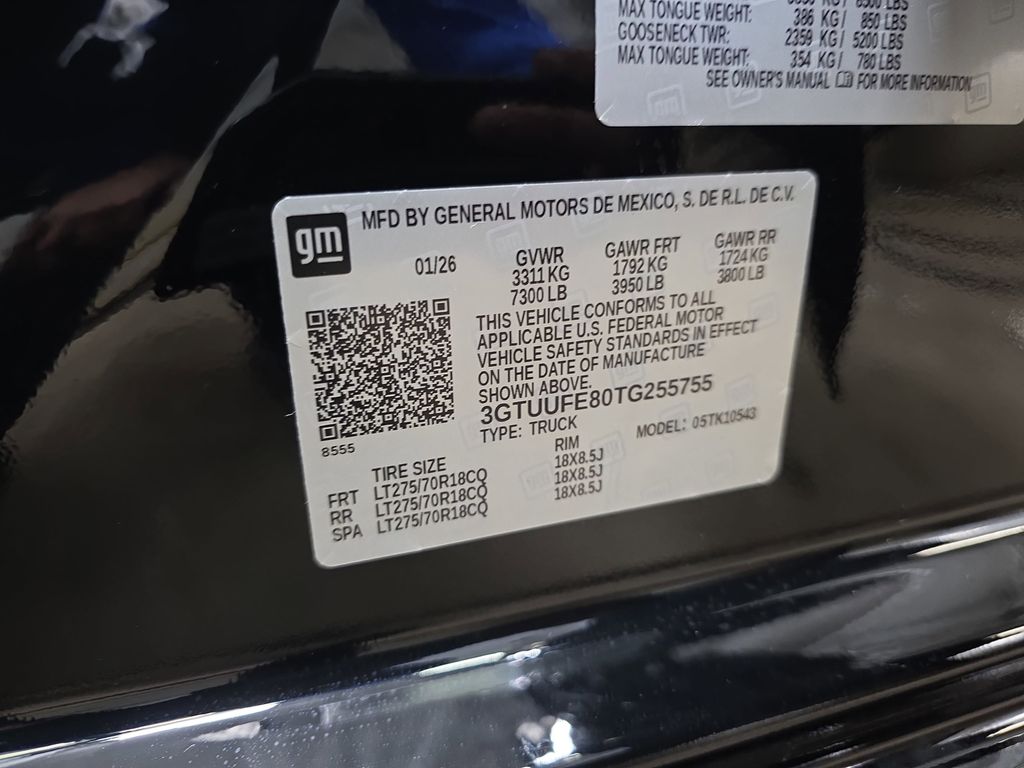 MAX TONGUE WEIGHT: 386 KG/ 850 LBS
GOOSENECK TWR: 2359 KG/ 5200 LBS
MAX TONGUE WEIGHT: 354 KG/ 780 LBS
SEE OWNER'S MANUAL FOR MORE INFORMATION
gm
MFD BY GENERAL MOTORS DE MEXICO, S. DE R.L. DE C.V.
01/26
GVWR GAWR FRT GAWR RR
3311 KG 1792 KG 1724 KG
7300 LB 3950 LB 3800 LB
THIS VEHICLE CONFORMS TO ALL
APPLICABLE U.S. FEDERAL MOTOR
VEHICLE SAFETY STANDARDS IN EFFECT
ON THE DATE OF MANUFACTURE
SHOWN ABOVE.
3GTUUFE80TG255755
TYPE: TRUCK MODEL: 05TK10543
8555
TIRE SIZE RIM
FRT LT275/70R18CQ 18X8.5J
RR LT275/70R18CQ 18X8.5J
SPA LT275/70R18CQ 18X8.5J